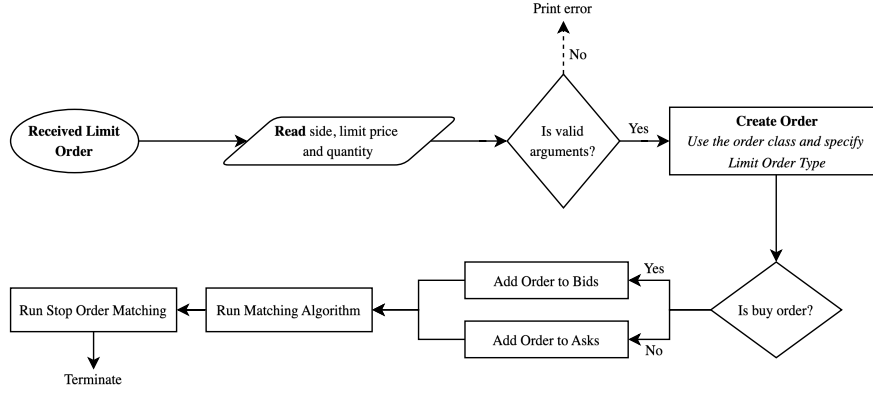 Print error
No
Received Limit
Order
Read side, limit price
and quantity
Is valid
arguments?
Yes
Create Order
Use the order class and specify
Limit Order Type
Is buy order?
Yes
Add Order to Bids
No
Add Order to Asks
Run Matching Algorithm
Run Stop Order Matching
Terminate